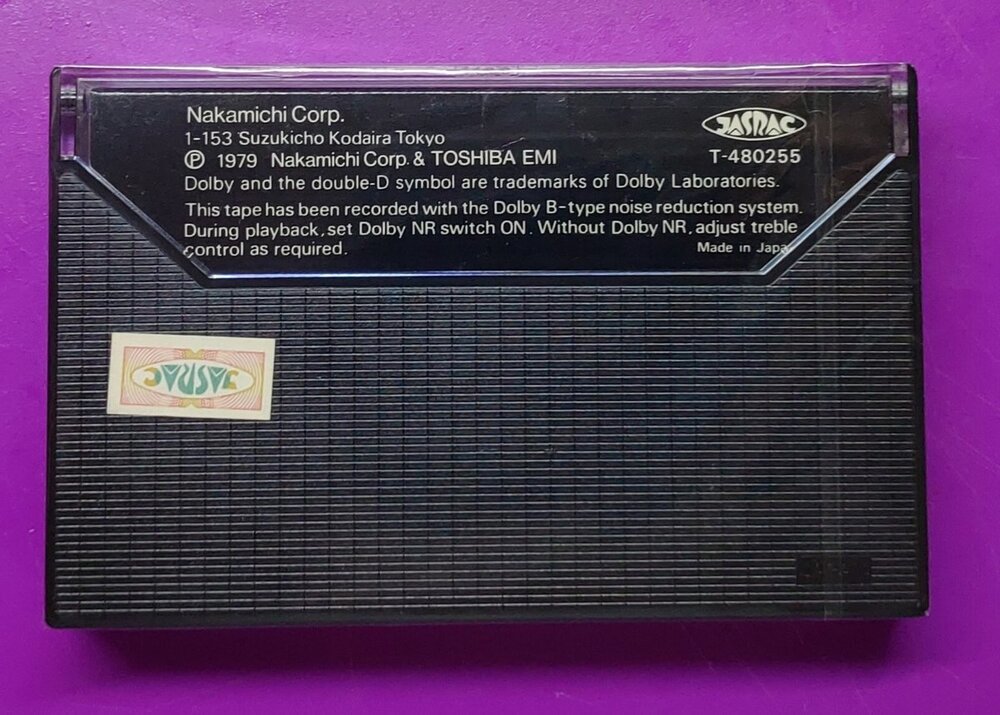 Nakamichi Corp.
1-153 Suzukicho Kodaira Tokyo
Ⓟ 1979 Nakamichi Corp. & TOSHIBA EMI
JASRAC
T-480255
Dolby and the double-D symbol are trademarks of Dolby Laboratories.
This tape has been recorded with the Dolby B-type noise reduction system.
During playback, set Dolby NR switch ON. Without Dolby NR, adjust treble
control as required.
Made in Japan
JASRAC